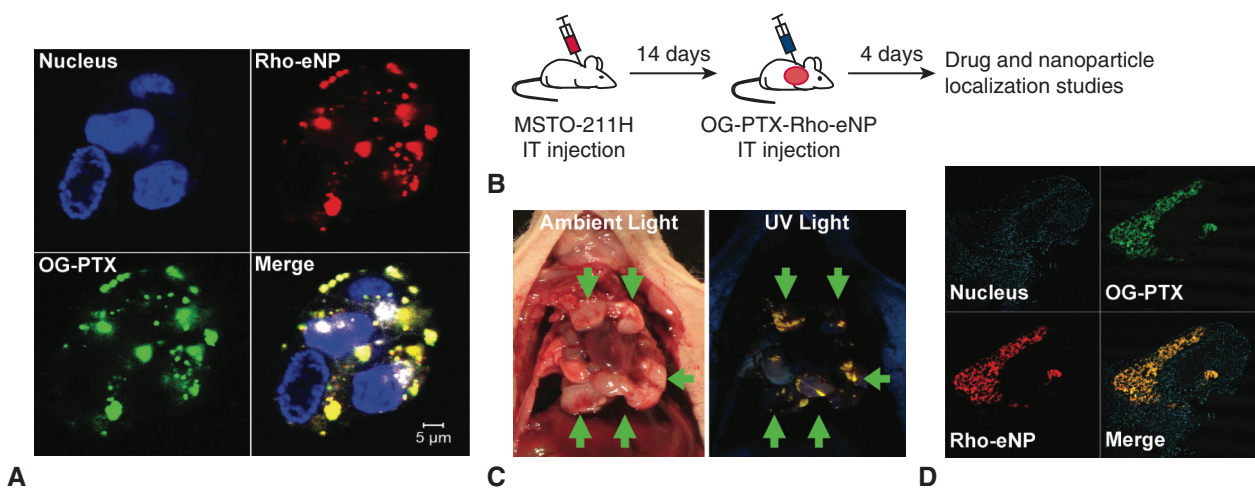 Nucleus
Rho-eNP
OG-PTX
Merge
5 µm
A
14 days
4 days
Drug and nanoparticle
localization studies
MSTO-211H
IT injection
OG-PTX-Rho-eNP
IT injection
B
Ambient Light
UV Light
C
Nucleus
OG-PTX
Rho-eNP
Merge
D